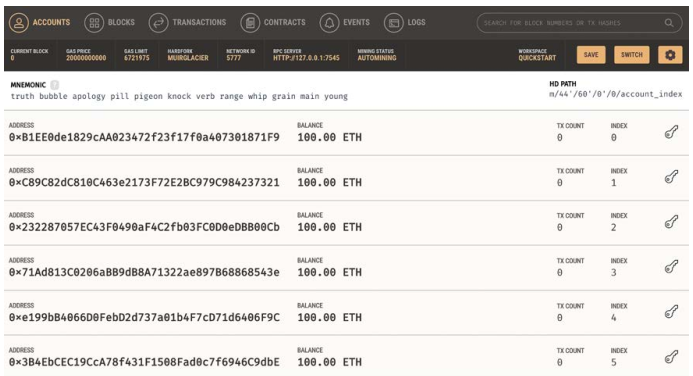 ACCOUNTS BLOCKS TRANSACTIONS CONTRACTS EVENTS LOGS SEARCH FOR BLOCK NUMBERS OR TX HASHES
CURRENT BLOCK GAS PRICE GAS LIMIT HARDFORK NETWORK ID RPC SERVER MINING STATUS WORKSPACE SAVE SWITCH
0 20000000000 6721975 MUIRGLACIER 5777 HTTP://127.0.0.1:7545 AUTOMINING QUICKSTART
MNEMONIC ? HD PATH
truth bubble apology pill pigeon knock verb range whip grain main young m/44'/60'/0'/0/account_index
ADDRESS BALANCE TX COUNT INDEX
0×B1EE0de1829cAA023472f23f17f0a407301871F9 100.00 ETH 0 0
ADDRESS BALANCE TX COUNT INDEX
0×C89C82dC810C463e2173F72E2BC979C984237321 100.00 ETH 0 1
ADDRESS BALANCE TX COUNT INDEX
0×232287057EC43F0490aF4C2fb03FC0D0eDBB00Cb 100.00 ETH 0 2
ADDRESS BALANCE TX COUNT INDEX
0×71Ad813C0206aBB9dB8A71322ae897B68868543e 100.00 ETH 0 3
ADDRESS BALANCE TX COUNT INDEX
0×e199bB4066D0FebD2d737a01b4F7cD71d6406F9C 100.00 ETH 0 4
ADDRESS BALANCE TX COUNT INDEX
0×3B4EbCEC19CcA78f431F1508Fad0c7f6946C9dbE 100.00 ETH 0 5